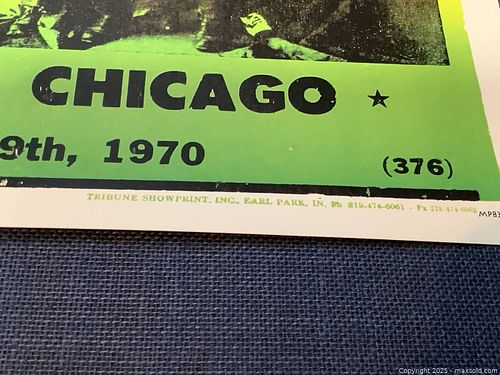 CHICAGO ★
9th, 1970 (376)
TRIBUNE SHOWPRINT, INC., EARL PARK, IN, Ph 219-474-6061 - Fx 219-474-6062
Copyright 2025 - maxsold.com